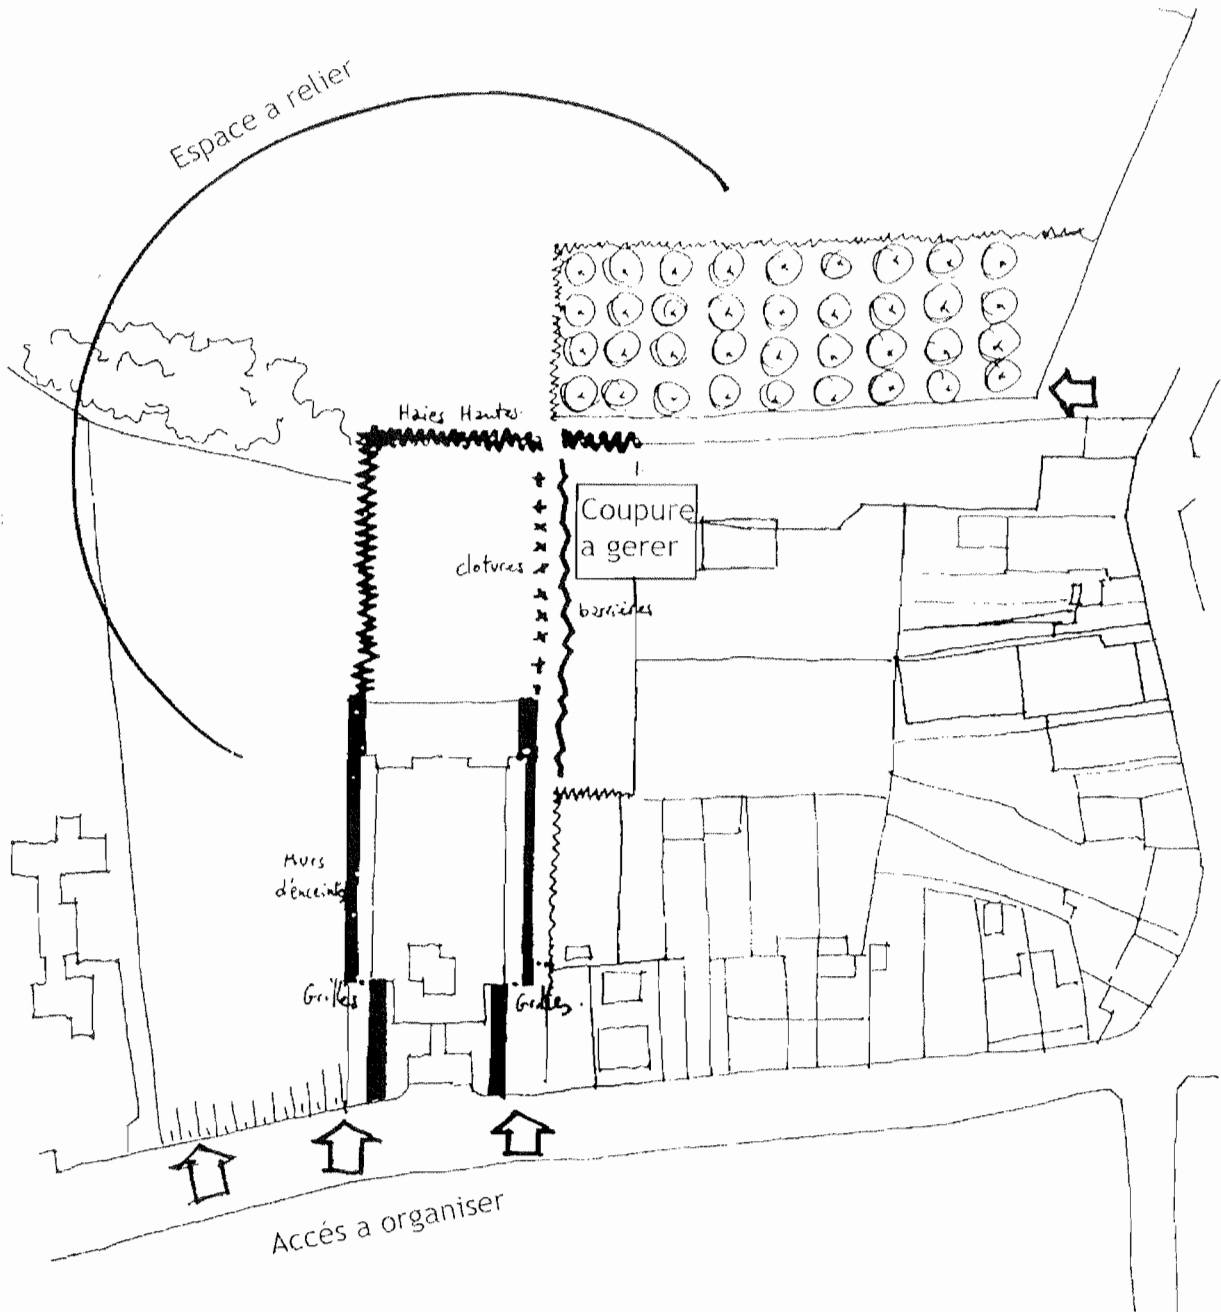 Espace a relier
Haies Hautes
Coupure
a gerer
clotures
barrières
Murs
d'enceinte
Grilles
Grilles
Accés a organiser